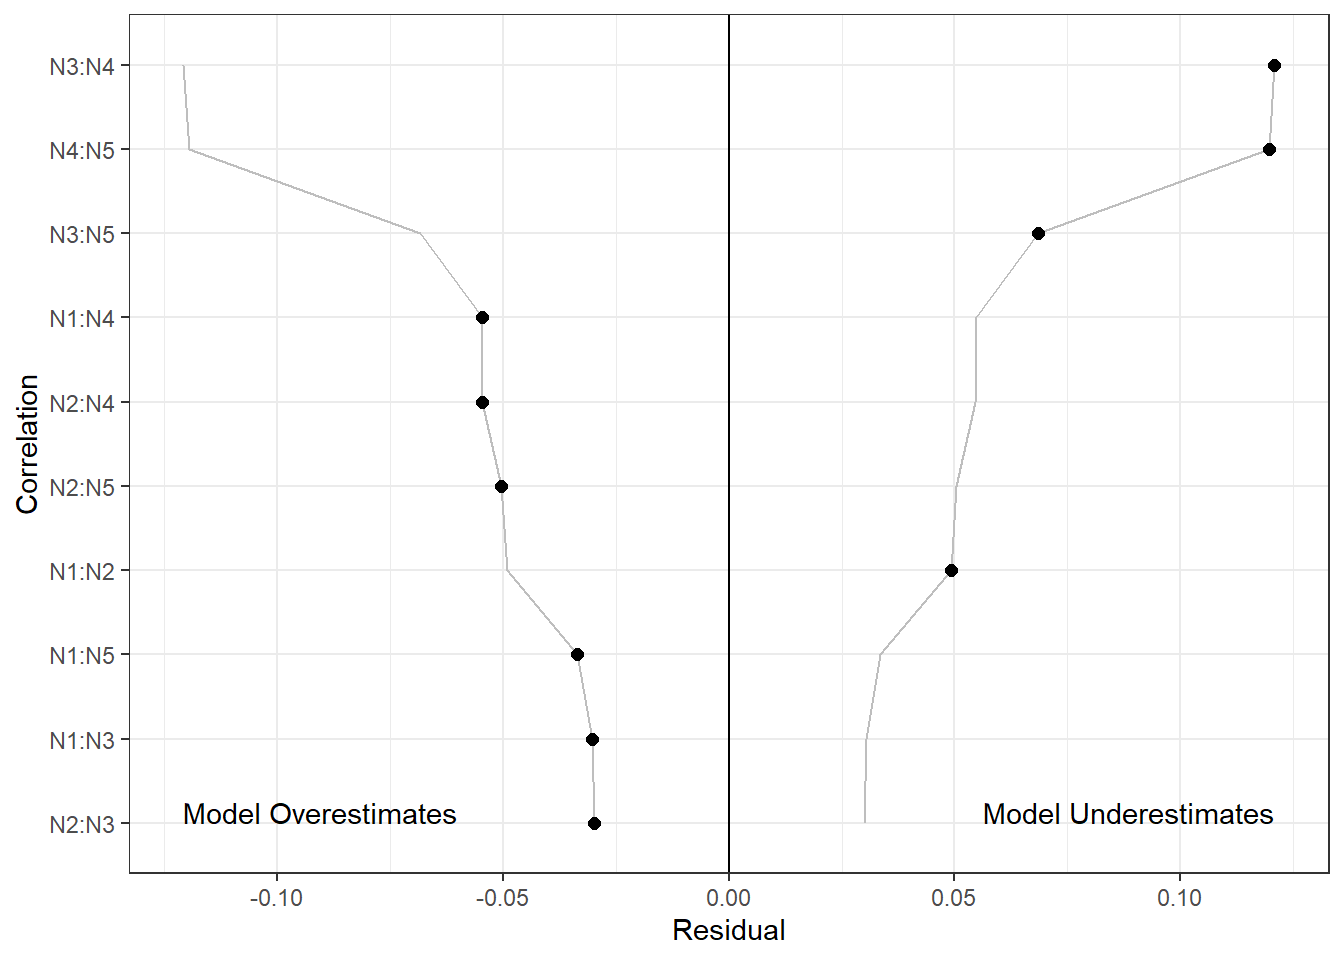 N3:N4
N4:N5
N3:N5
N1:N4
N2:N4
N2:N5
N1:N2
N1:N5
N1:N3
N2:N3
Correlation
Model Overestimates
Model Underestimates
-0.10
-0.05
0.00
0.05
0.10
Residual